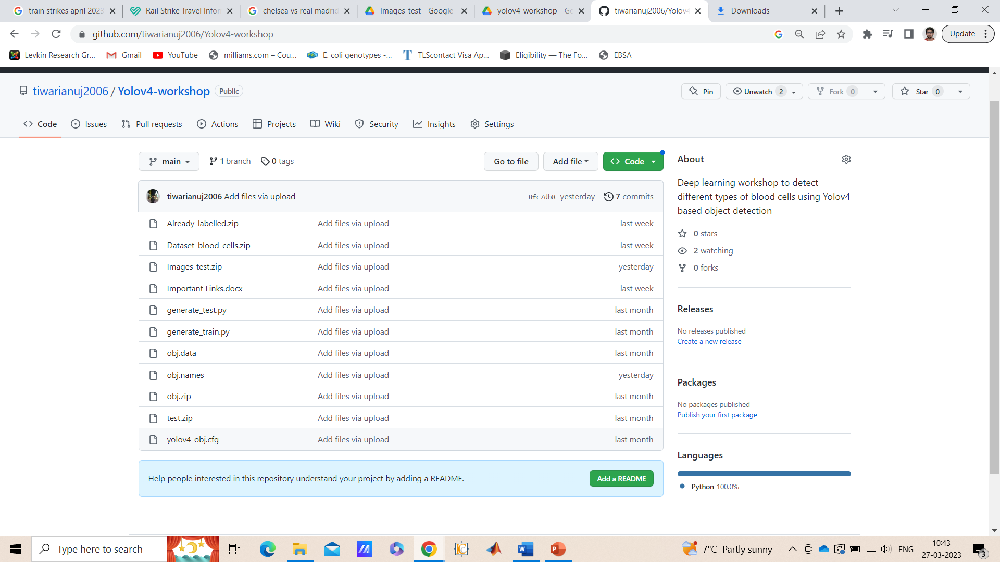 train strikes april 2023
Rail Strike Travel Infor
chelsea vs real madrid
Images-test - Google
yolov4-workshop - Go
tiwarianuj2006/Yolov4
Downloads
github.com/tiwarianuj2006/Yolov4-workshop
Update
Levkin Research Gr...
Gmail
YouTube
milliams.com – Cou...
E. coli genotypes -...
TLScontact Visa Ap...
Eligibility — The Fo...
EBSA
tiwarianuj2006 / Yolov4-workshop Public
Pin
Unwatch 2
Fork 0
Star 0
Code
Issues
Pull requests
Actions
Projects
Wiki
Security
Insights
Settings
main
1 branch
0 tags
Go to file
Add file
Code
tiwarianuj2006 Add files via upload 8fc7db8 yesterday 7 commits
Already_labelled.zip Add files via upload last week
Dataset_blood_cells.zip Add files via upload last week
Images-test.zip Add files via upload yesterday
Important Links.docx Add files via upload last week
generate_test.py Add files via upload last month
generate_train.py Add files via upload last month
obj.data Add files via upload last month
obj.names Add files via upload yesterday
obj.zip Add files via upload last month
test.zip Add files via upload last month
yolov4-obj.cfg Add files via upload last month
Help people interested in this repository understand your project by adding a README.
Add a README
About
Deep learning workshop to detect
different types of blood cells using Yolov4
based object detection
0 stars
2 watching
0 forks
Releases
No releases published
Create a new release
Packages
No packages published
Publish your first package
Languages
Python 100.0%
Type here to search
7°C Partly sunny
ENG
10:43
27-03-2023
3